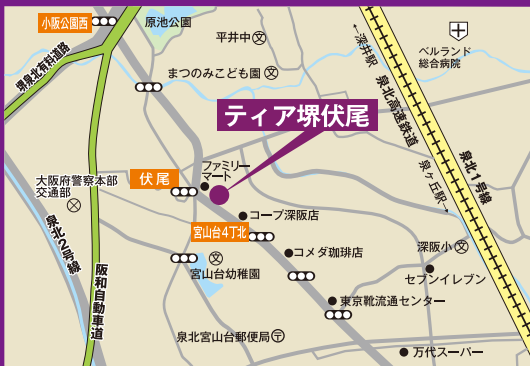 小阪公園西
原池公園
平井中
ベルランド
総合病院
堺泉北有料道路
まつのみこども園
←深井駅
泉北高速鉄道
ティア堺伏尾
泉北1号線
泉ヶ丘駅→
ファミリー
マート
伏尾
大阪府警察本部
交通部
コープ深阪店
宮山台4丁北
泉北2号線
深阪小
コメダ珈琲店
宮山台幼稚園
セブンイレブン
阪和自動車道
東京靴流通センター
泉北宮山台郵便局
万代スーパー